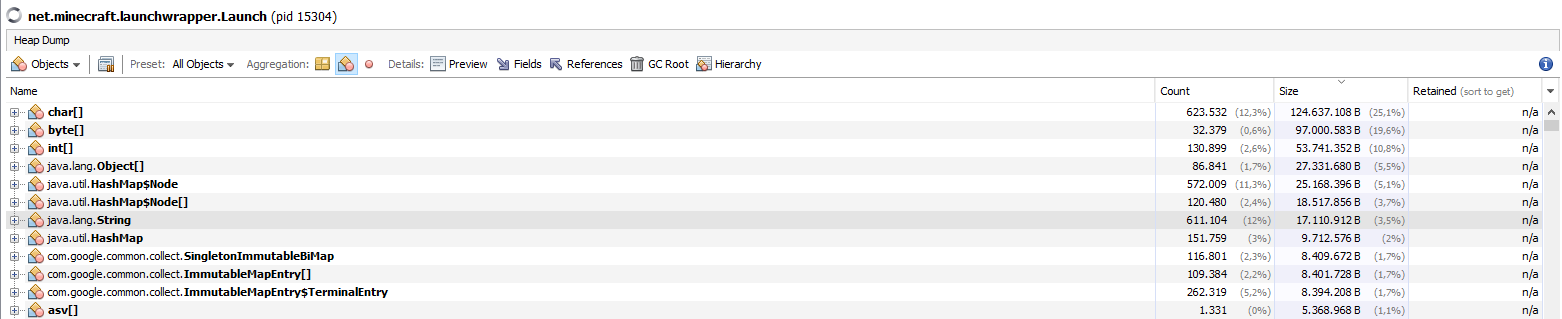 net.minecraft.launchwrapper.Launch (pid 15304)
Heap Dump
Objects Preset: All Objects Aggregation: Details: Preview Fields References GC Root Hierarchy
Name Count Size Retained (sort to get)
char[] 623.532 (12,3%) 124.637.108 B (25,1%) n/a
byte[] 32.379 (0,6%) 97.000.583 B (19,6%) n/a
int[] 130.899 (2,6%) 53.741.352 B (10,8%) n/a
java.lang.Object[] 86.841 (1,7%) 27.331.680 B (5,5%) n/a
java.util.HashMap$Node 572.009 (11,3%) 25.168.396 B (5,1%) n/a
java.util.HashMap$Node[] 120.480 (2,4%) 18.517.856 B (3,7%) n/a
java.lang.String 611.104 (12%) 17.110.912 B (3,5%) n/a
java.util.HashMap 151.759 (3%) 9.712.576 B (2%) n/a
com.google.common.collect.SingletonImmutableBiMap 116.801 (2,3%) 8.409.672 B (1,7%) n/a
com.google.common.collect.ImmutableMapEntry[] 109.384 (2,2%) 8.401.728 B (1,7%) n/a
com.google.common.collect.ImmutableMapEntry$TerminalEntry 262.319 (5,2%) 8.394.208 B (1,7%) n/a
asv[] 1.331 (0%) 5.368.968 B (1,1%) n/a